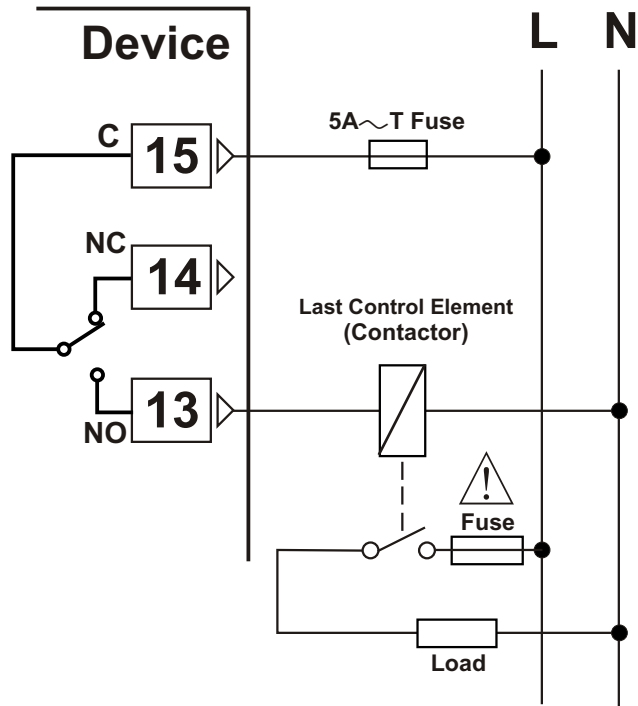 Device
L N
5A～T Fuse
C
15
NC
14
Last Control Element
(Contactor)
13
NO
!
Fuse
Load